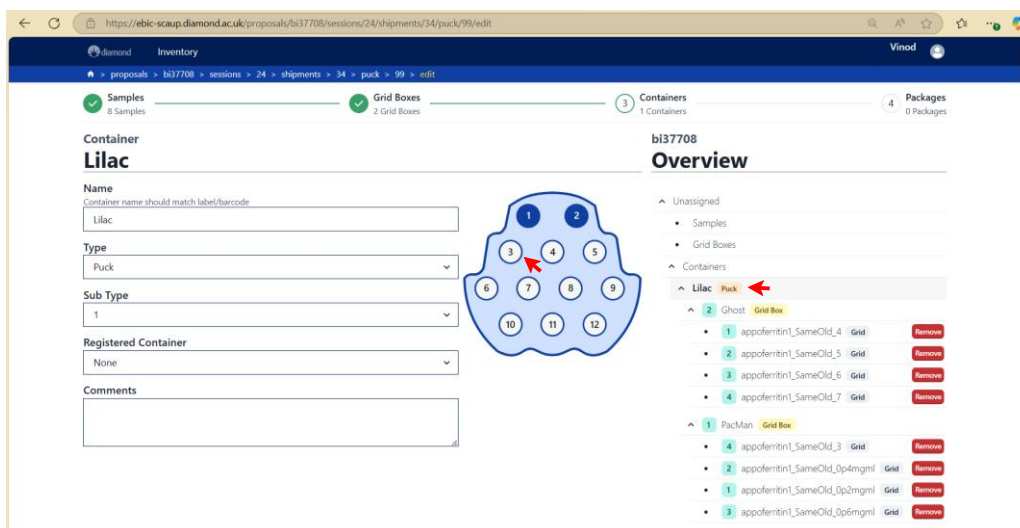 https://ebic-scaup.diamond.ac.uk/proposals/bi37708/sessions/24/shipments/34/puck/99/edit
diamond Inventory Vinod
> proposals > bi37708 > sessions > 24 > shipments > 34 > puck > 99 > edit
Samples
8 Samples
Grid Boxes
2 Grid Boxes
3 Containers
1 Containers
4 Packages
0 Packages
Container
Lilac
Name
Container name should match label/barcode
Lilac
Type
Puck
Sub Type
1
Registered Container
None
Comments
1 2
3 4 5
6 7 8 9
10 11 12
bi37708
Overview
Unassigned
Samples
Grid Boxes
Containers
Lilac Puck
2 Ghost Grid Box
1 appoferritin1_SameOld_4 Grid Remove
2 appoferritin1_SameOld_5 Grid Remove
3 appoferritin1_SameOld_6 Grid Remove
4 appoferritin1_SameOld_7 Grid Remove
1 PacMan Grid Box
4 appoferritin1_SameOld_3 Grid Remove
2 appoferritin1_SameOld_0p4mgml Grid Remove
1 appoferritin1_SameOld_0p2mgml Grid Remove
3 appoferritin1_SameOld_0p6mgml Grid Remove